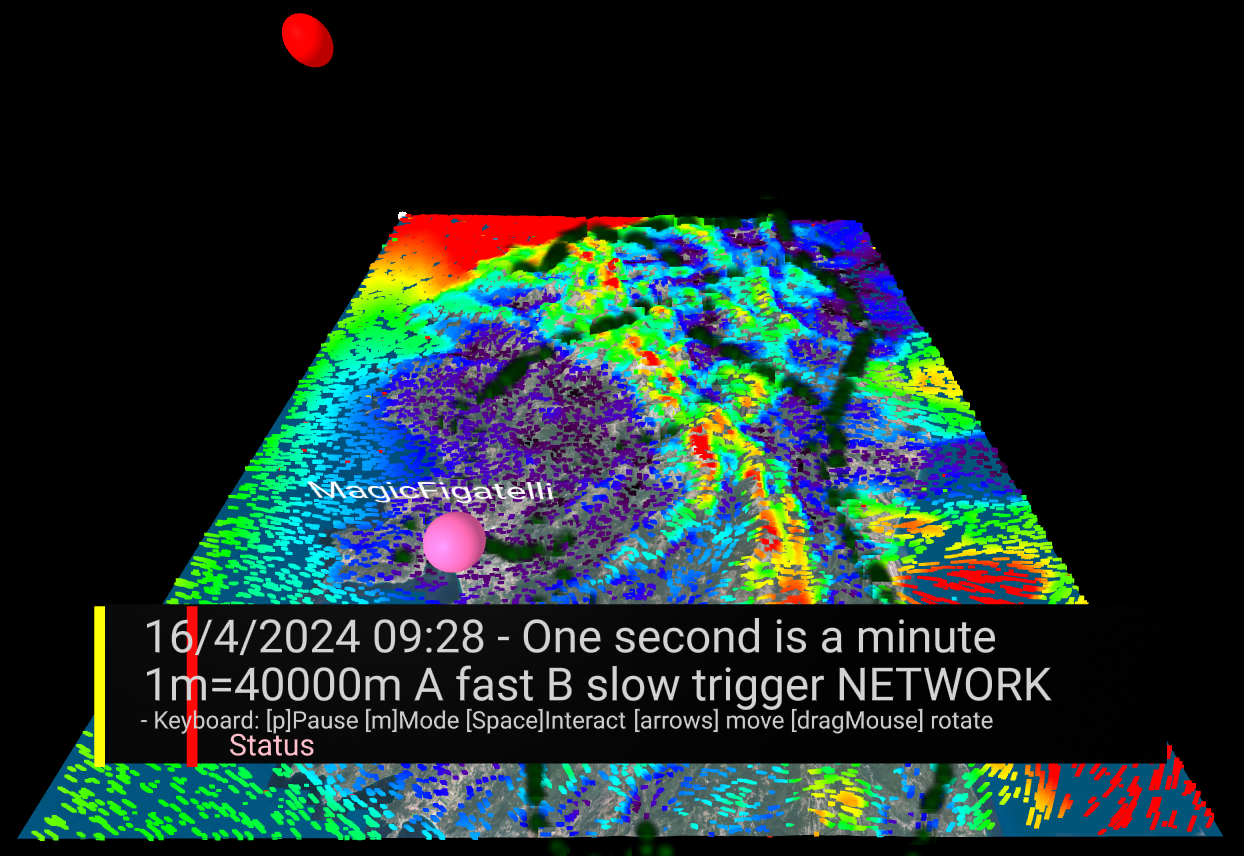 MagicFigatelli
16/4/2024 09:28 - One second is a minute
1m=40000m A fast B slow trigger NETWORK
- Keyboard: [p]Pause [m]Mode [Space]Interact [arrows] move [dragMouse] rotate
Status